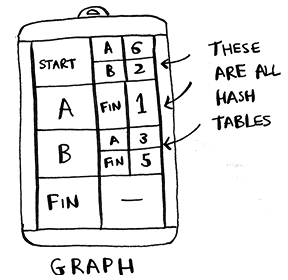 START A 6
B 2
A FIN 1
B A 3
FIN 5
FIN —
THESE
ARE ALL
HASH
TABLES
GRAPH